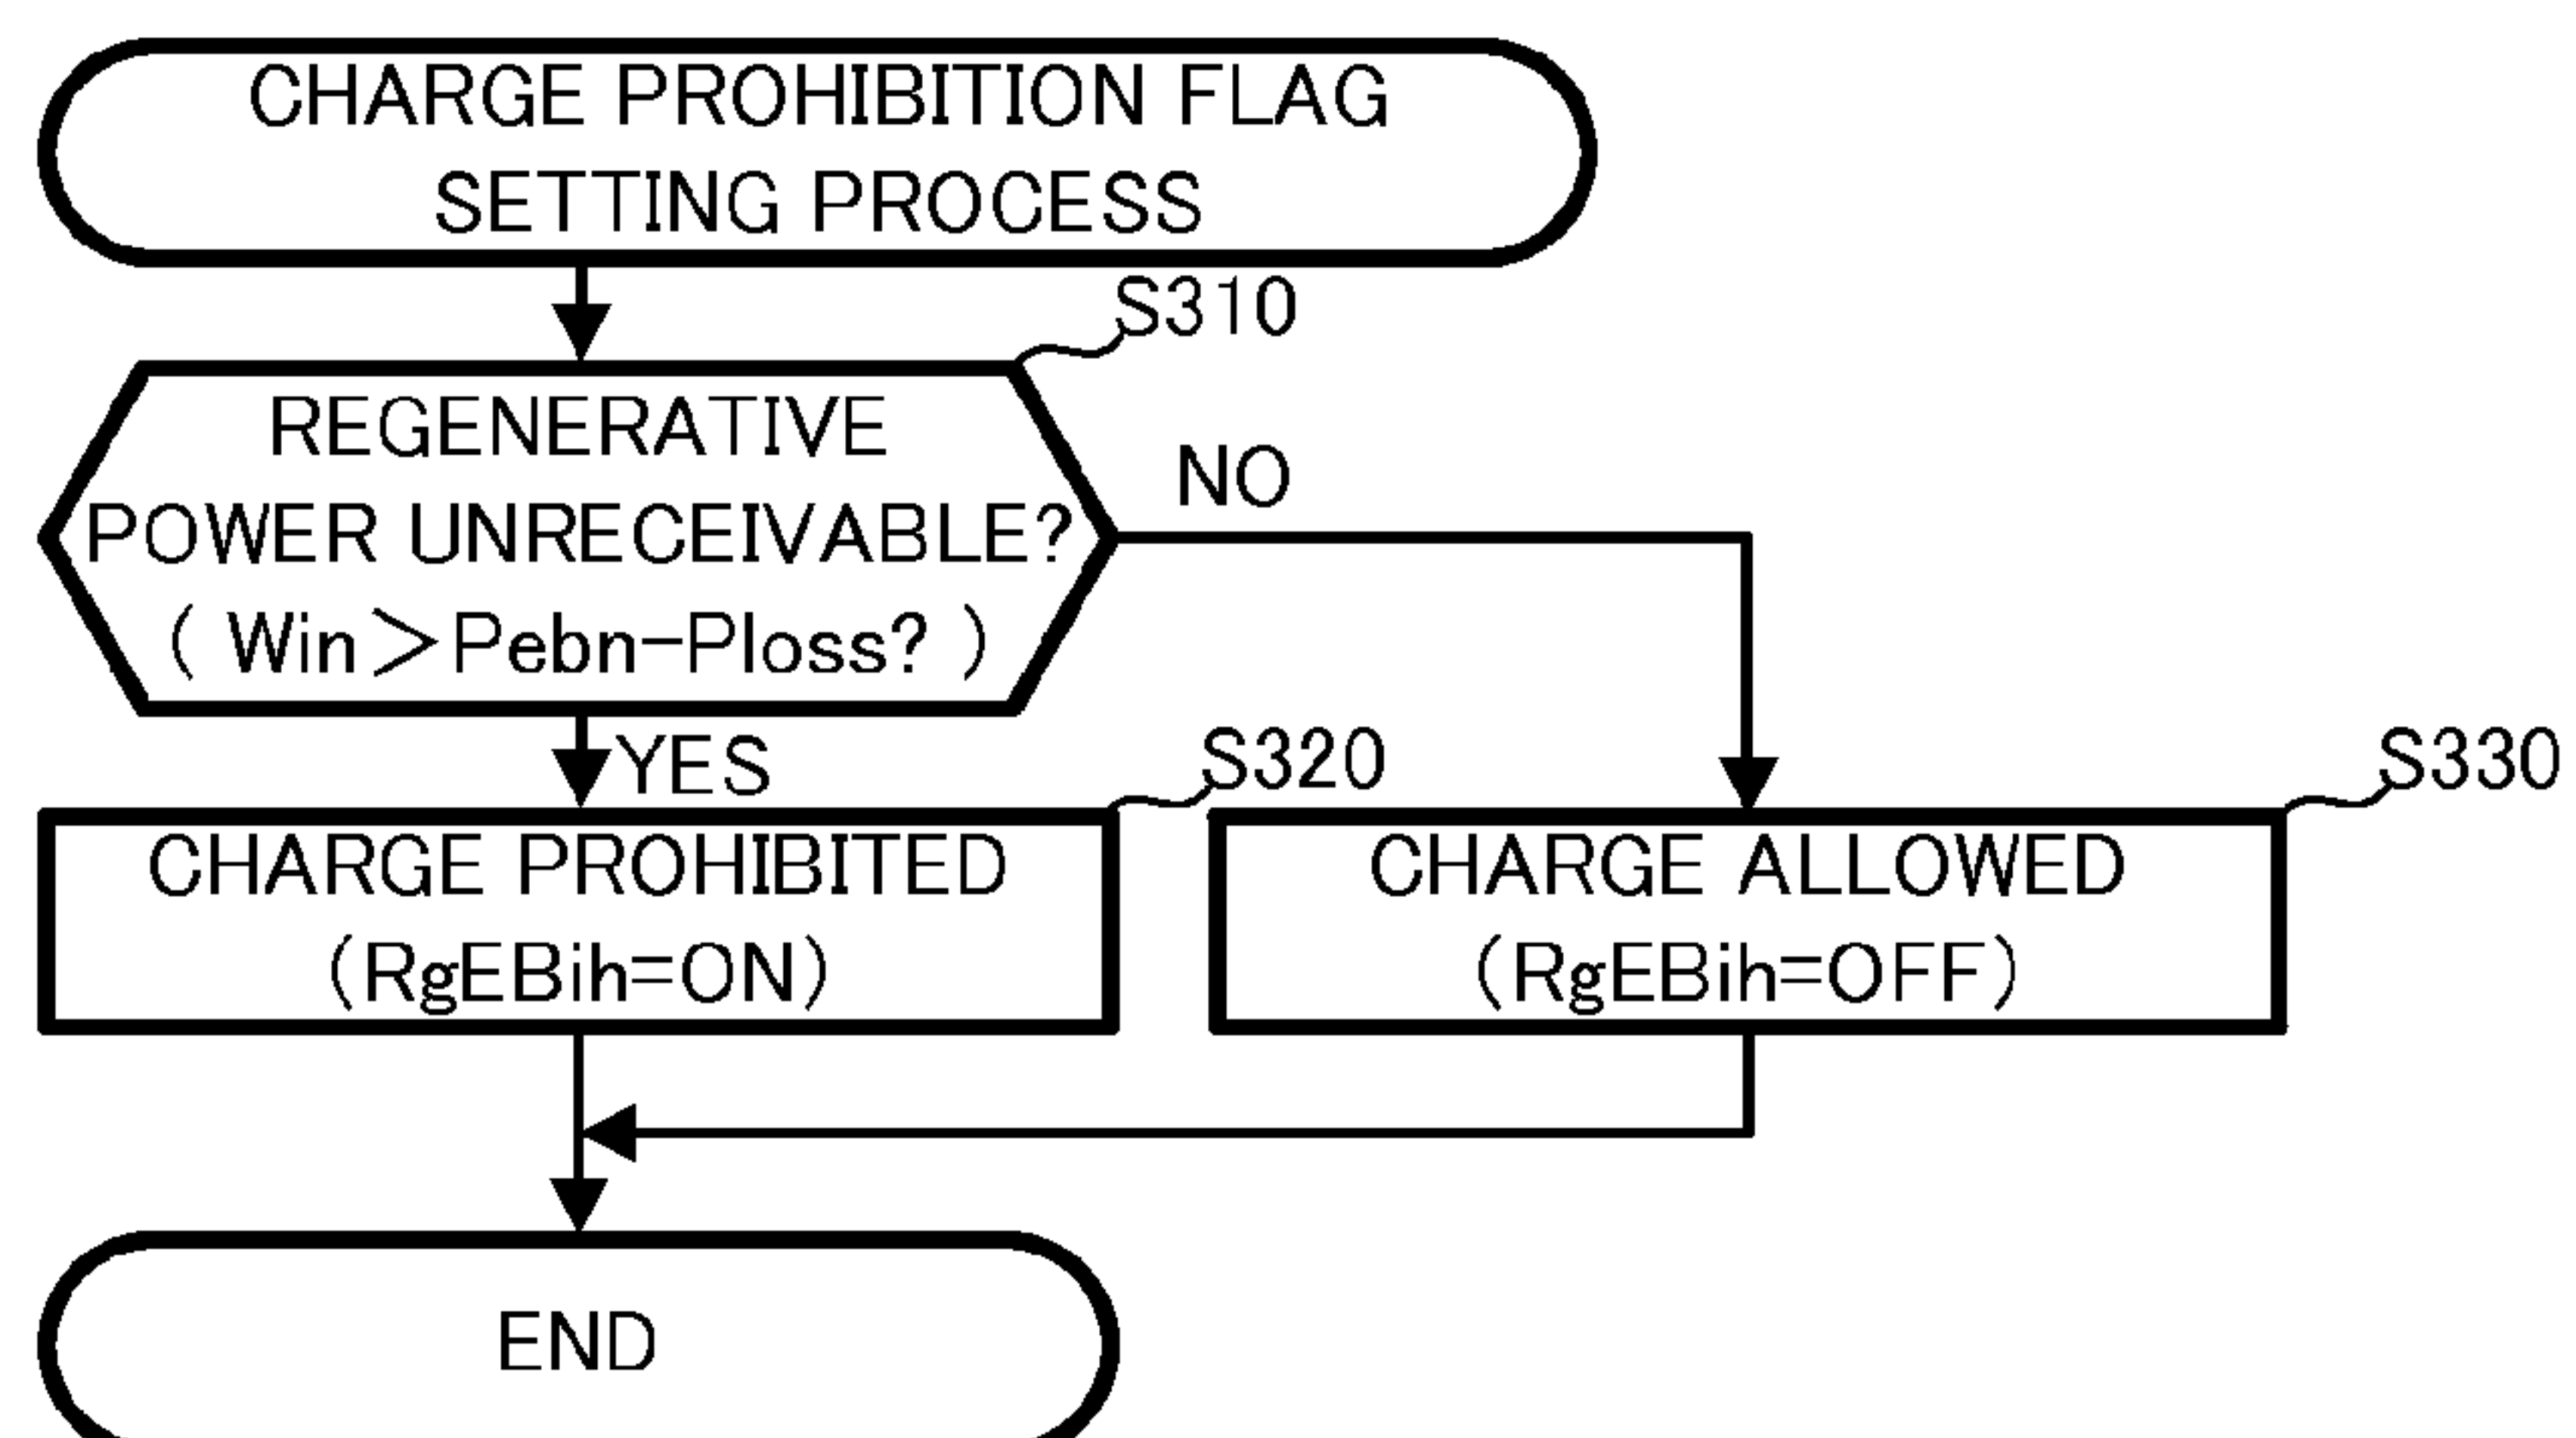 CHARGE PROHIBITION FLAG
SETTING PROCESS
S310
REGENERATIVE
POWER UNRECEIVABLE?
( Win>Pebn-Ploss? )
NO
YES
S320
CHARGE PROHIBITED
(RgEBih=ON)
S330
CHARGE ALLOWED
(RgEBih=OFF)
END